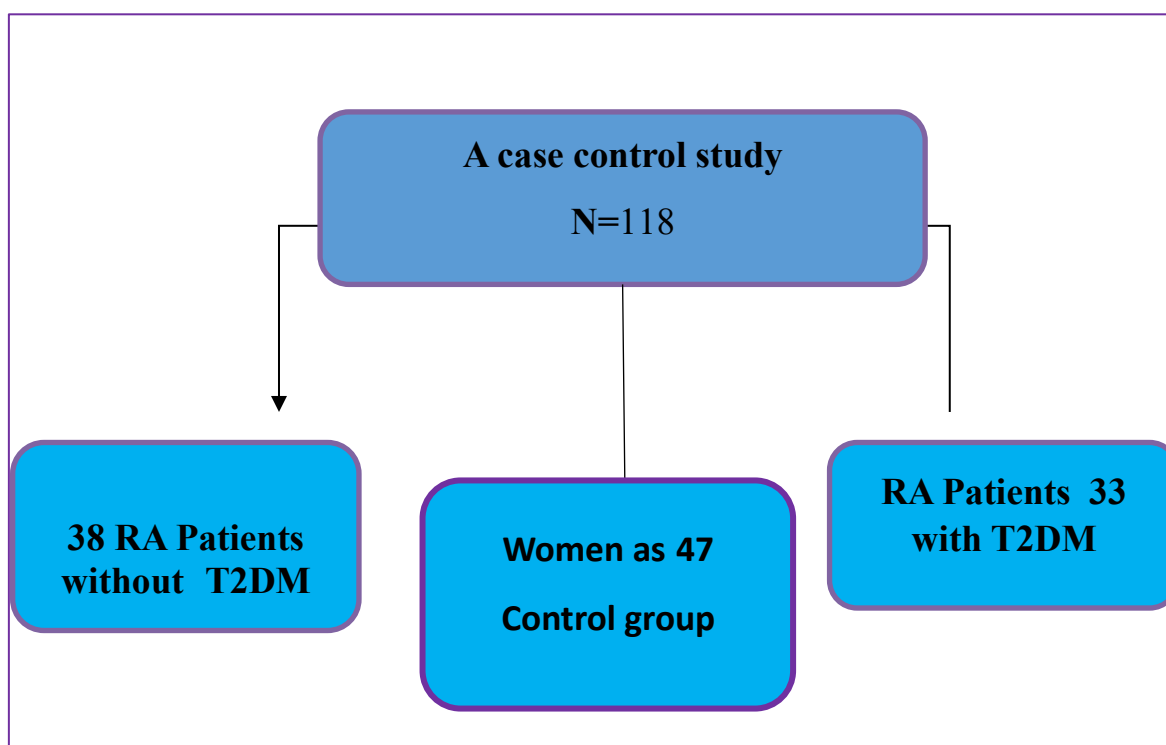 A case control study
N=118
38 RA Patients
without T2DM
Women as 47
Control group
RA Patients 33
with T2DM